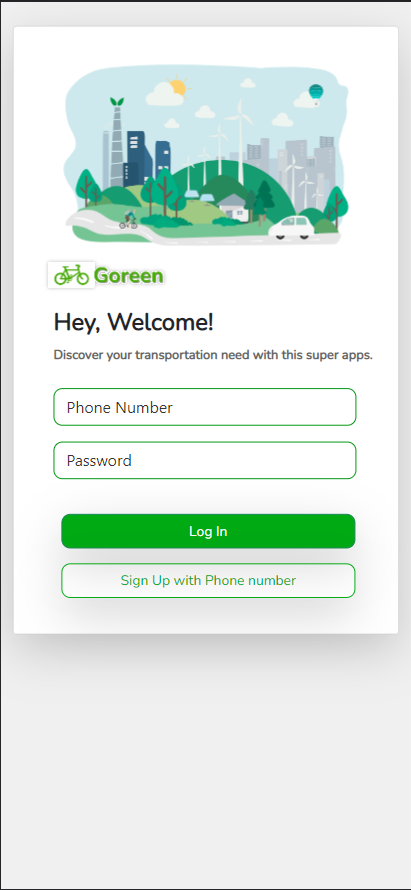 Goreen
Hey, Welcome!
Discover your transportation need with this super apps.
Phone Number
Password
Log In
Sign Up with Phone number